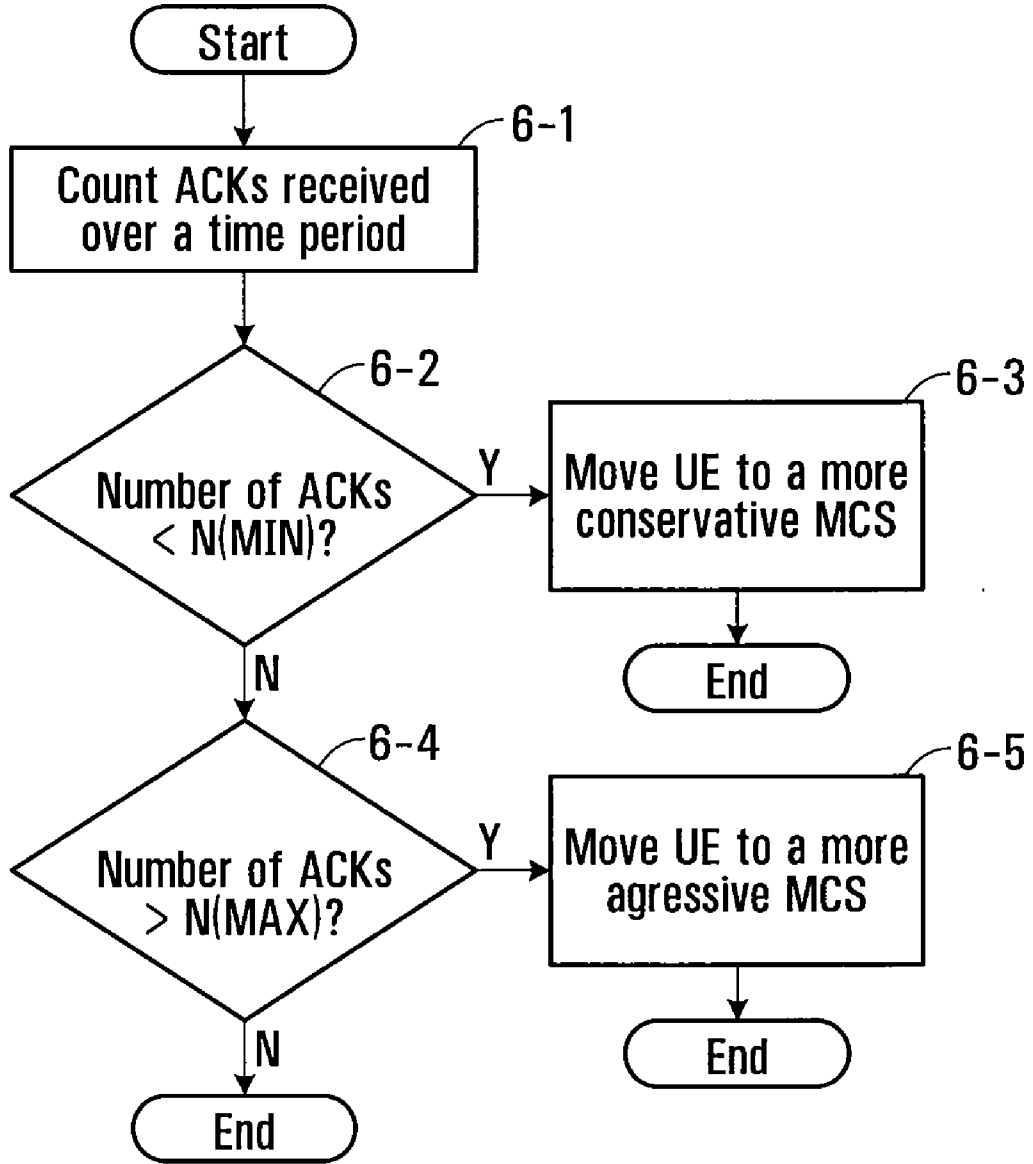 Start
6-1
Count ACKs received
over a time period
6-2
Number of ACKs
< N(MIN)?
Y
6-3
Move UE to a more
conservative MCS
End
N
6-4
Number of ACKs
> N(MAX)?
Y
6-5
Move UE to a more
agressive MCS
End
N
End